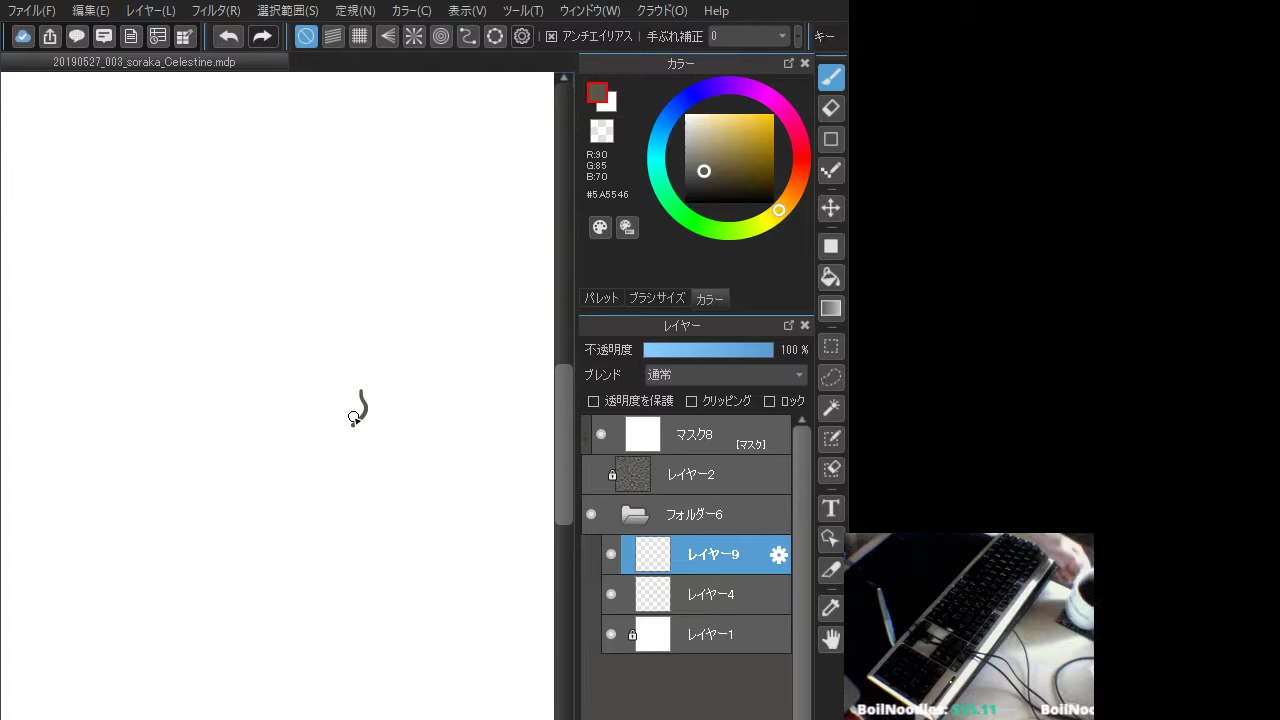 ファイル(F) 編集(E) レイヤー(L) フィルタ(R) 選択範囲(S) 定規(N) カラー(C) 表示(V) ツール(T) ウィンドウ(W) クラウド(O) Help
アンチエイリアス 手ぶれ補正 0 キー
20190527_003_soraka_Celestine.mdp
カラー
R:90
G:85
B:70
#5A5546
パレット ブラシサイズ カラー
レイヤー
不透明度 100 %
ブレンド 通常
透明度を保護 クリッピング ロック
マスク8 [マスク]
レイヤー2
フォルダー6
レイヤー9
レイヤー4
レイヤー1
BoilNoodles: $15.11 BoilNood